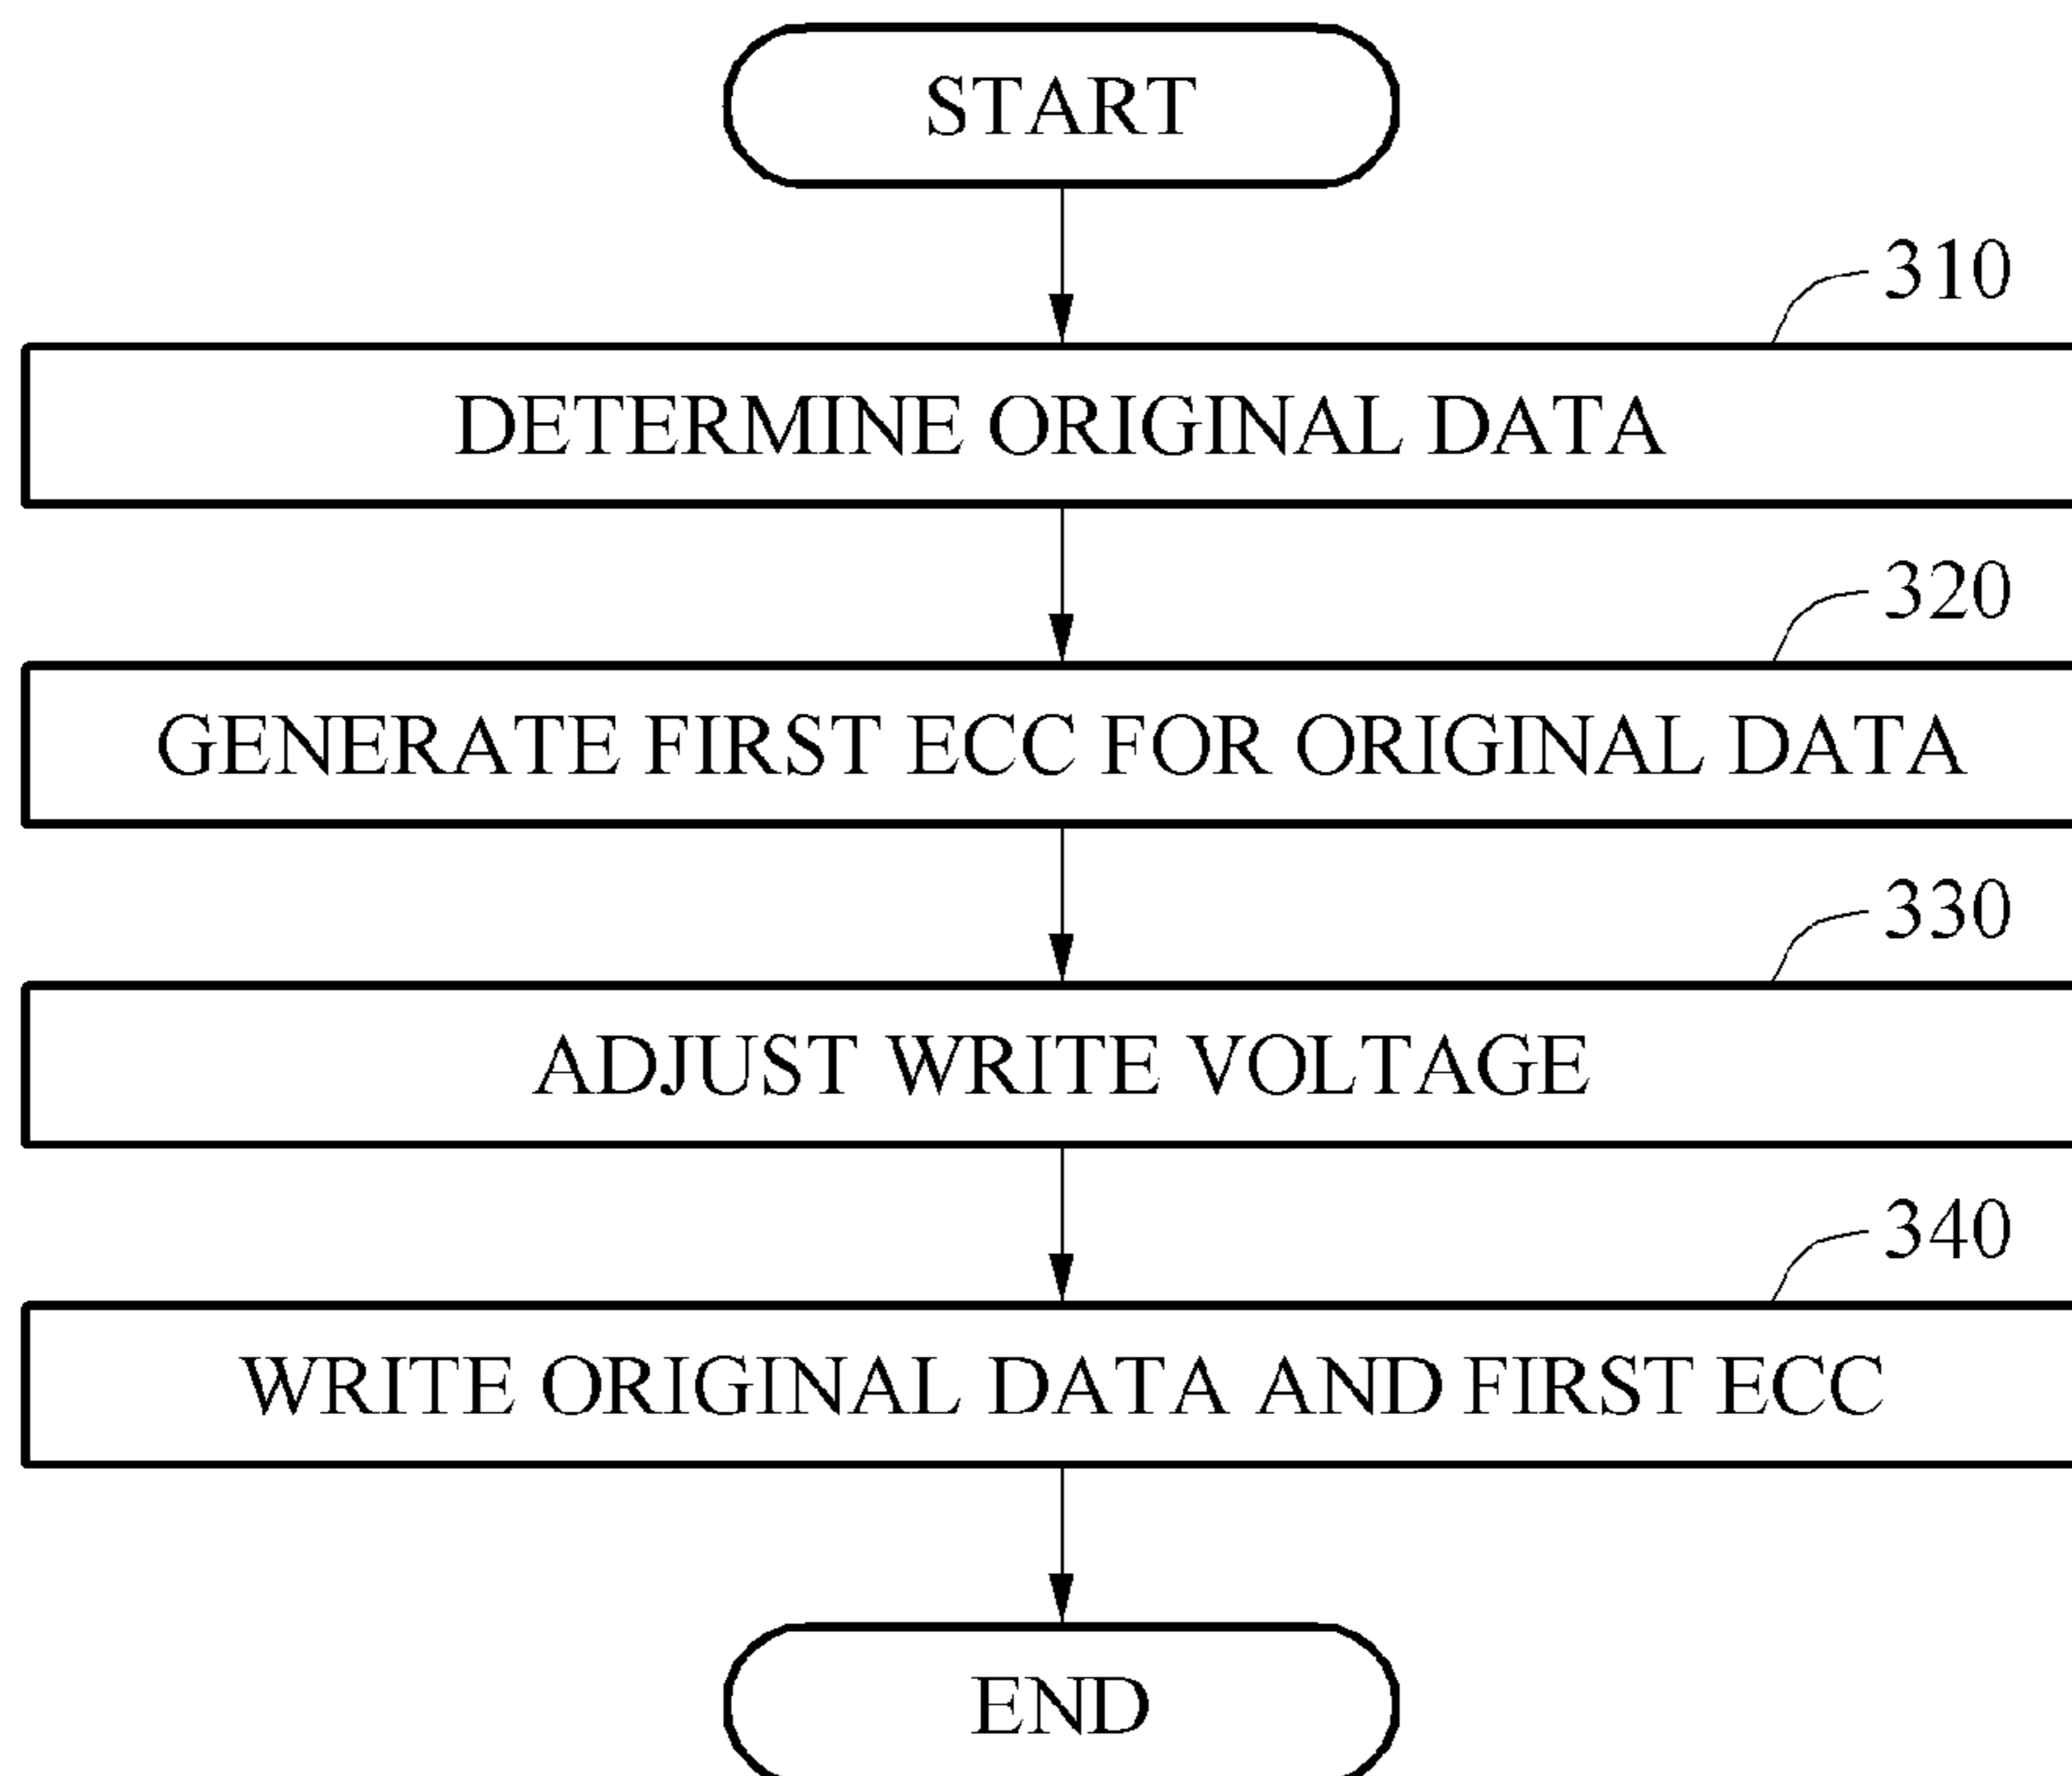 START
310
DETERMINE ORIGINAL DATA
320
GENERATE FIRST ECC FOR ORIGINAL DATA
330
ADJUST WRITE VOLTAGE
340
WRITE ORIGINAL DATA AND FIRST ECC
END